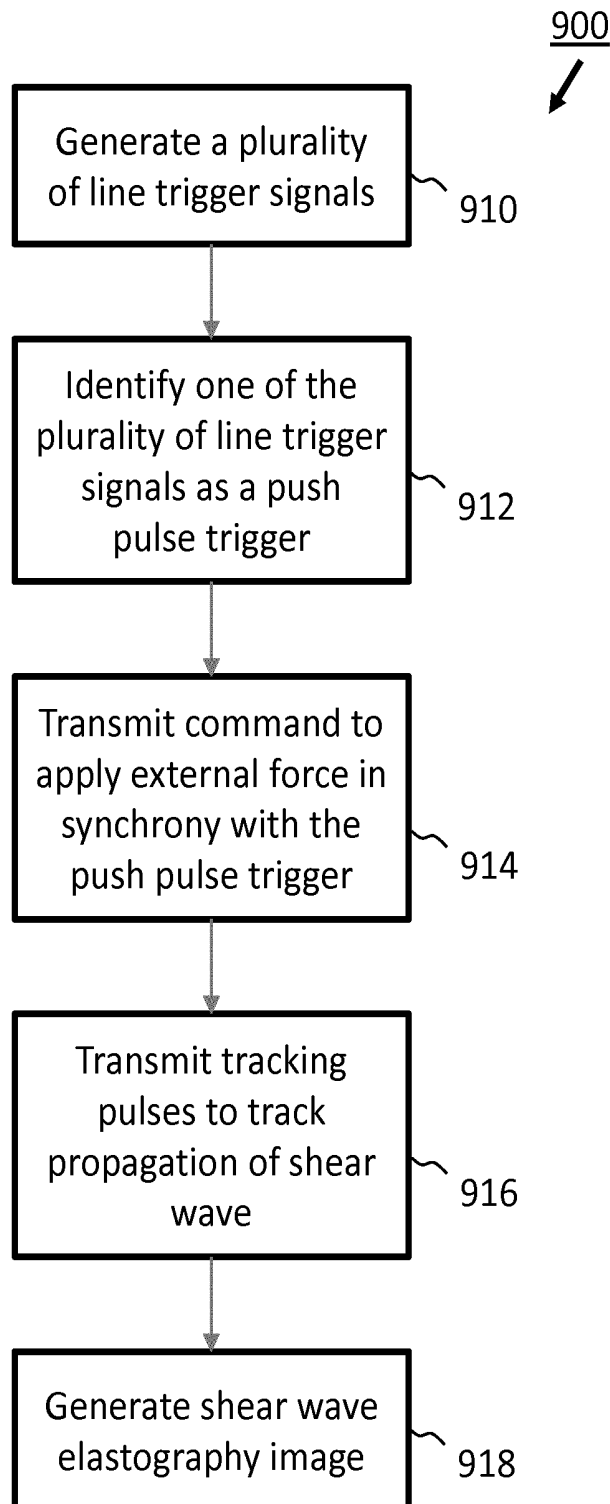 900
Generate a plurality
of line trigger signals
910
Identify one of the
plurality of line trigger
signals as a push
pulse trigger
912
Transmit command to
apply external force in
synchrony with the
push pulse trigger
914
Transmit tracking
pulses to track
propagation of shear
wave
916
Generate shear wave
elastography image
918